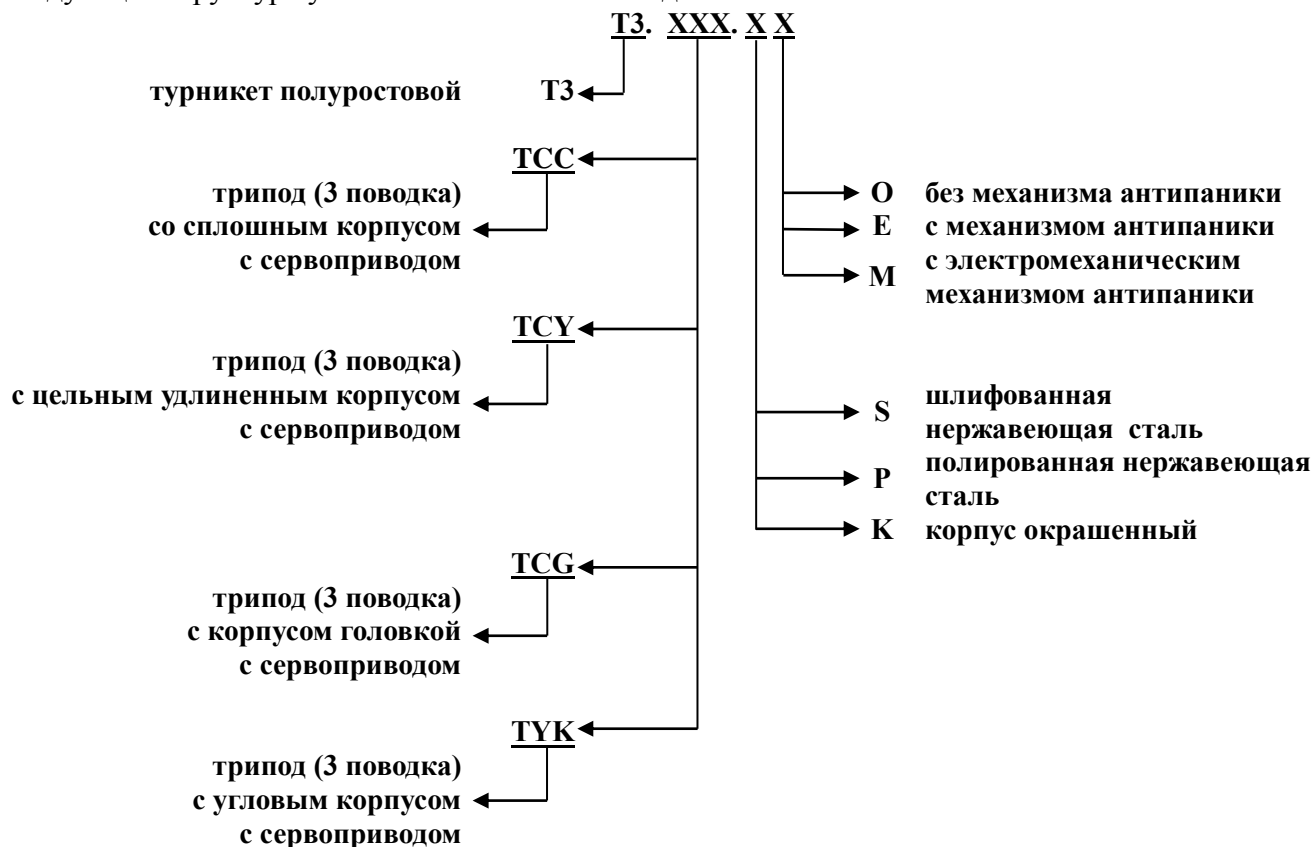 T3. XXX. X X
турникет полуростовой T3
TCC
трипод (3 поводка)
со сплошным корпусом
с сервоприводом
O без механизма антипаники
E с механизмом антипаники
M с электромеханическим
механизмом антипаники
TCY
трипод (3 поводка)
с цельным удлиненным корпусом
с сервоприводом
S шлифованная
нержавеющая сталь
P полированная нержавеющая
сталь
K корпус окрашенный
TCG
трипод (3 поводка)
с корпусом головкой
с сервоприводом
TYK
трипод (3 поводка)
с угловым корпусом
с сервоприводом